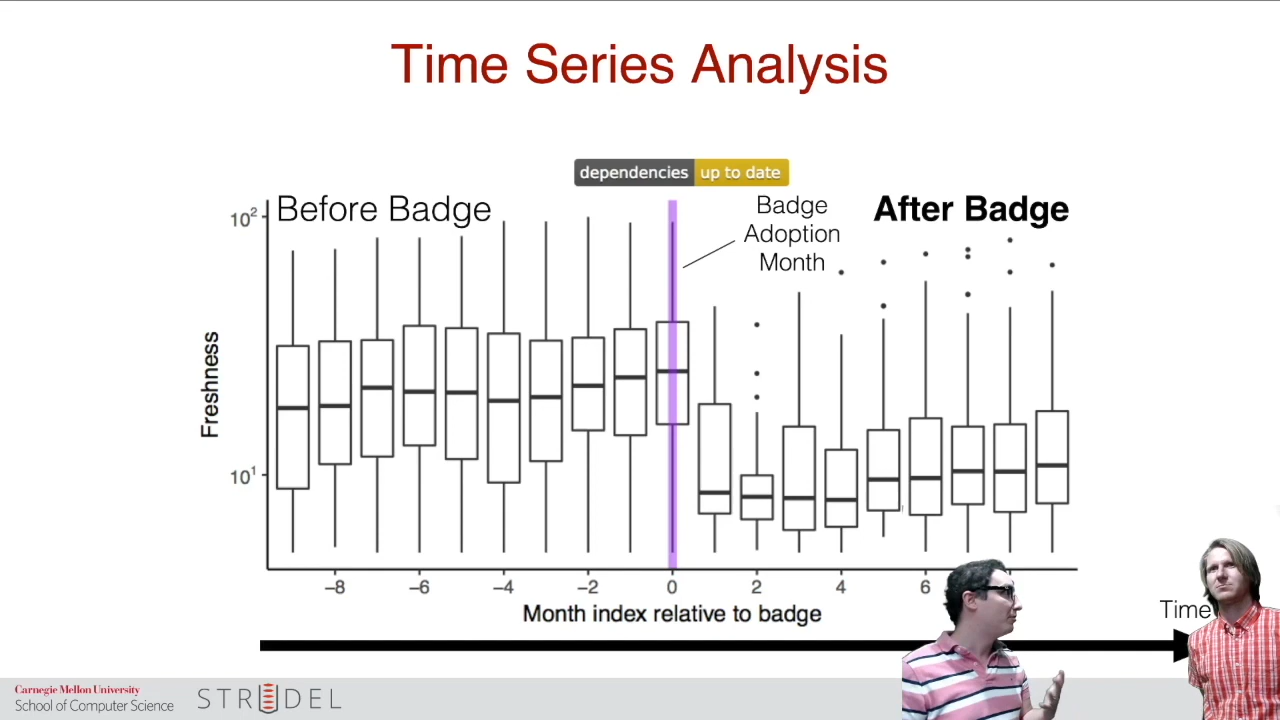 Time Series Analysis
dependencies up to date
Before Badge
Badge
Adoption
Month
After Badge
10²
10¹
Freshness
−8 −6 −4 −2 0 2 4 6
Month index relative to badge
Time
Carnegie Mellon University
School of Computer Science
STRUDEL